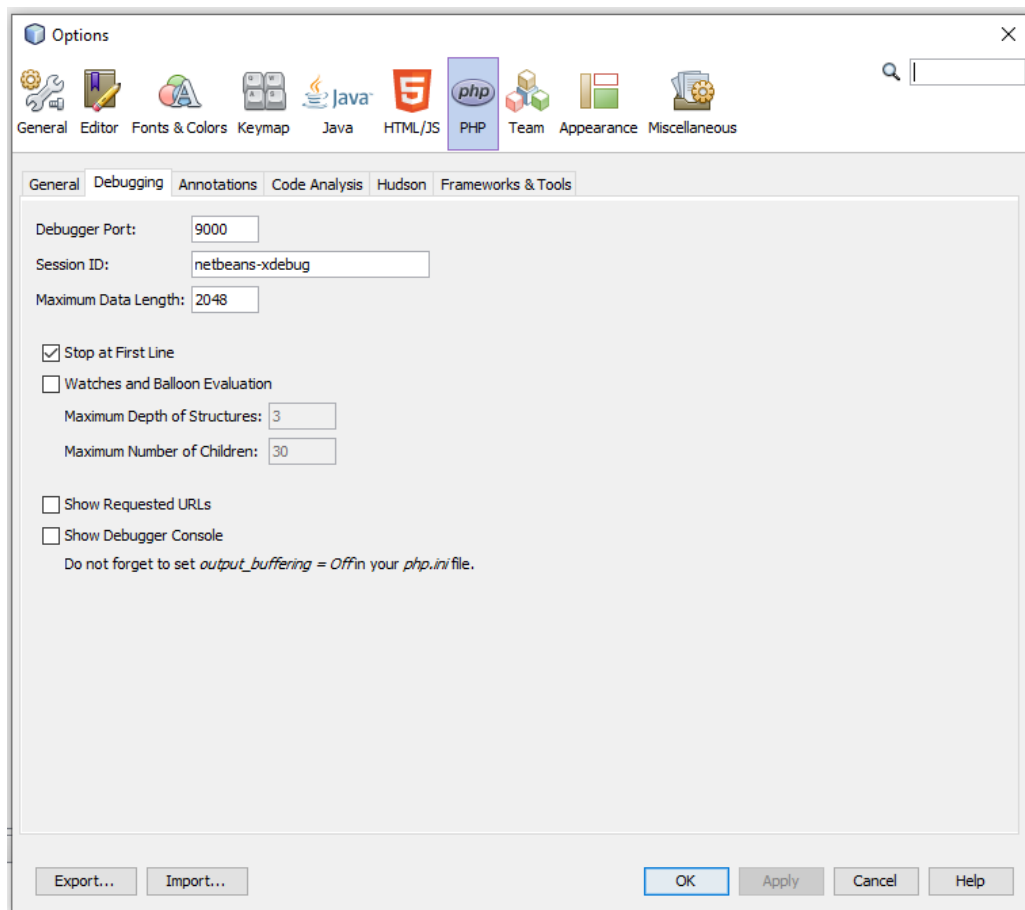 Options
Java
php
General Editor Fonts & Colors Keymap Java HTML/JS PHP Team Appearance Miscellaneous
General Debugging Annotations Code Analysis Hudson Frameworks & Tools
Debugger Port: 9000
Session ID: netbeans-xdebug
Maximum Data Length: 2048
Stop at First Line
Watches and Balloon Evaluation
Maximum Depth of Structures: 3
Maximum Number of Children: 30
Show Requested URLs
Show Debugger Console
Do not forget to set output_buffering = Off in your php.ini file.
Export... Import... OK Apply Cancel Help